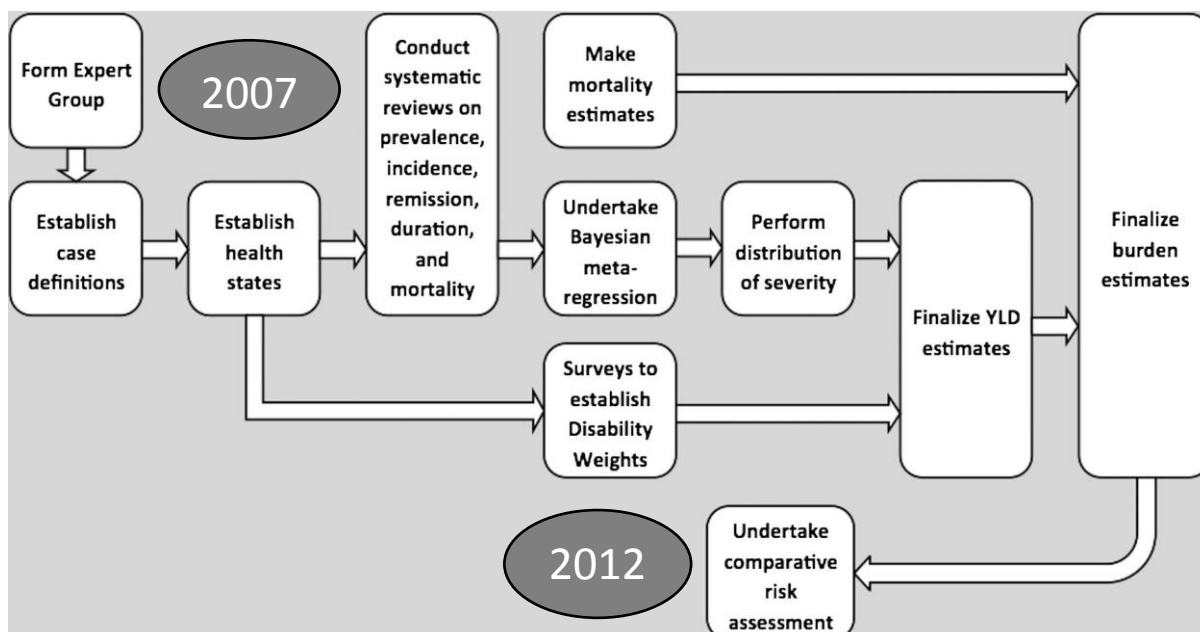 Form Expert
Group
2007
Establish
case
definitions
Establish
health
states
Conduct
systematic
reviews on
prevalence,
incidence,
remission,
duration,
and
mortality
Make
mortality
estimates
Undertake
Bayesian
meta-
regression
Perform
distribution
of severity
Surveys to
establish
Disability
Weights
Finalize YLD
estimates
Finalize
burden
estimates
2012
Undertake
comparative
risk
assessment